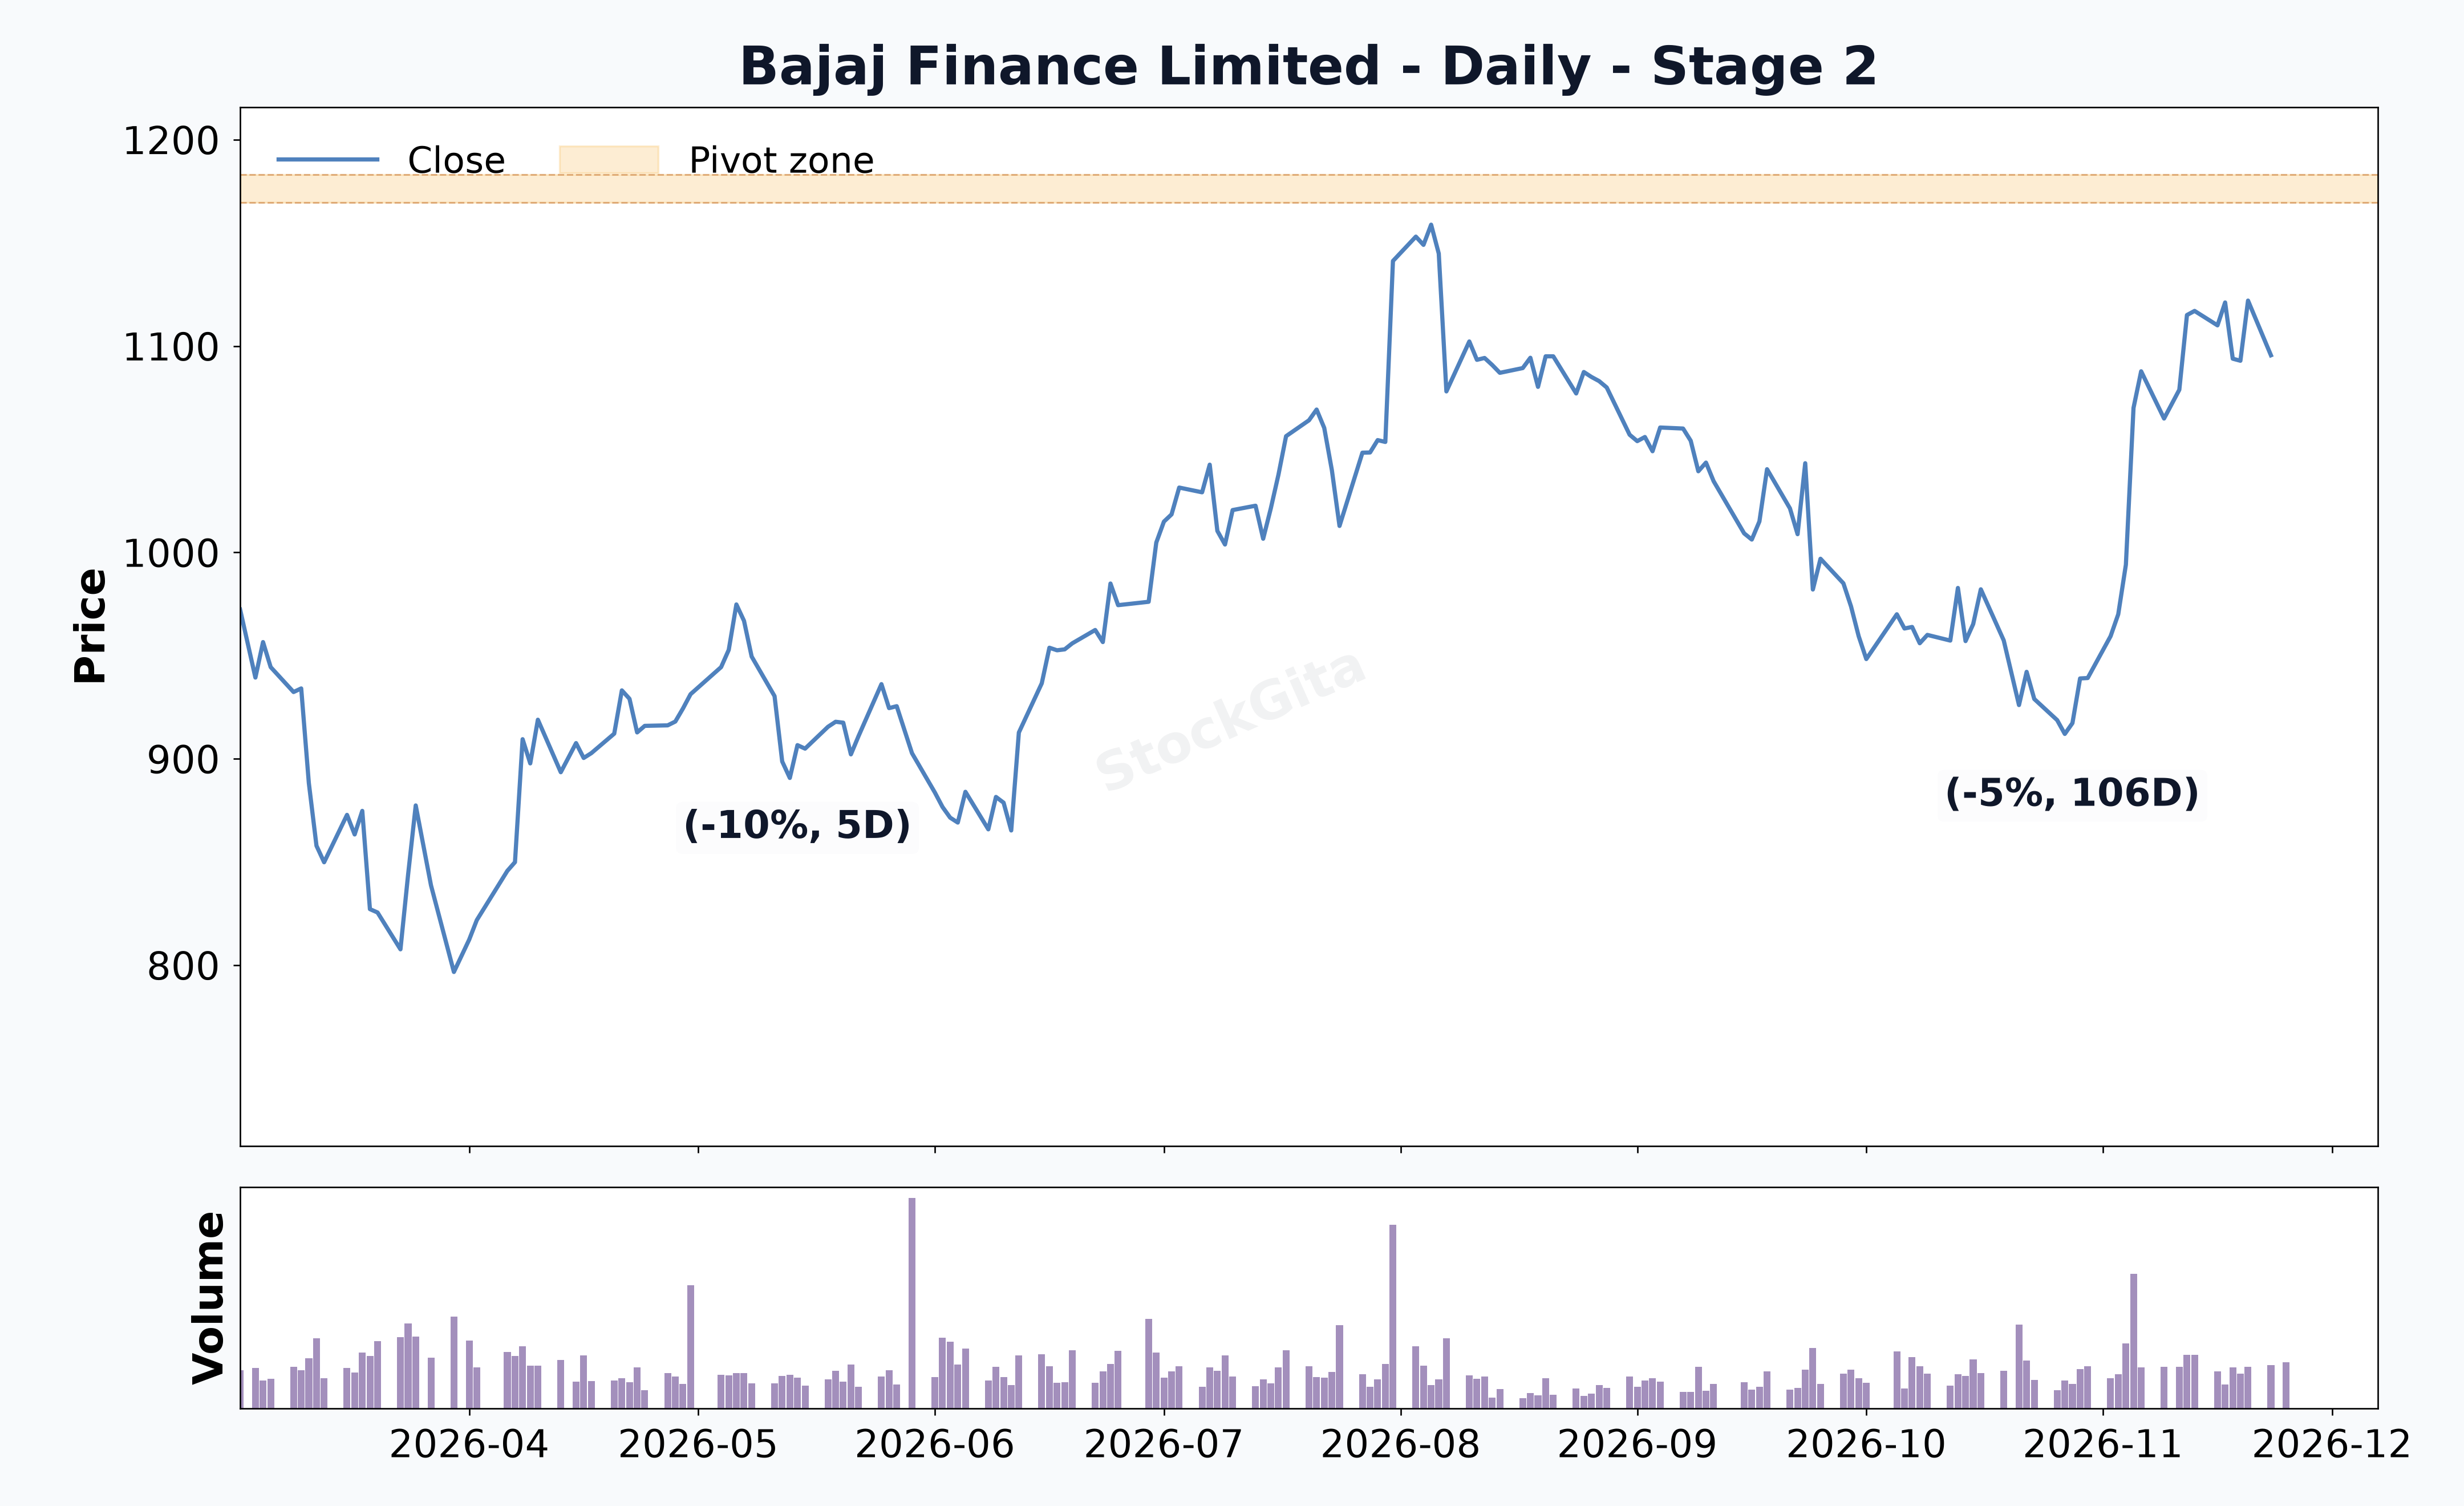 Bajaj Finance Limited - Daily - Stage 2
Close
Pivot zone
1200
1100
1000
900
800
Price
StockGita
(-10%, 5D)
(-5%, 106D)
Volume
2026-04
2026-05
2026-06
2026-07
2026-08
2026-09
2026-10
2026-11
2026-12